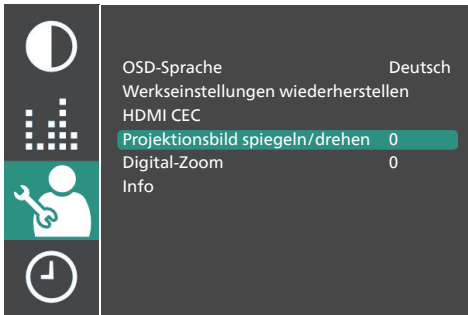 OSD-Sprache Deutsch
Werkseinstellungen wiederherstellen
HDMI CEC
Projektionsbild spiegeln/drehen 0
Digital-Zoom 0
Info